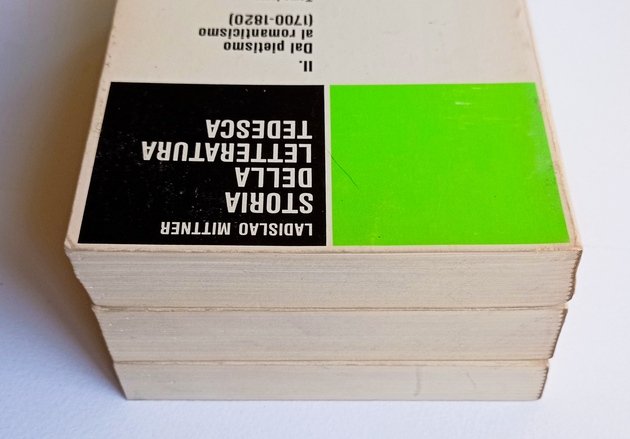 LADISLAO MITTNER
STORIA
DELLA
LETTERATURA
TEDESCA
II.
Dal pietismo
al romanticismo
(1700-1820)